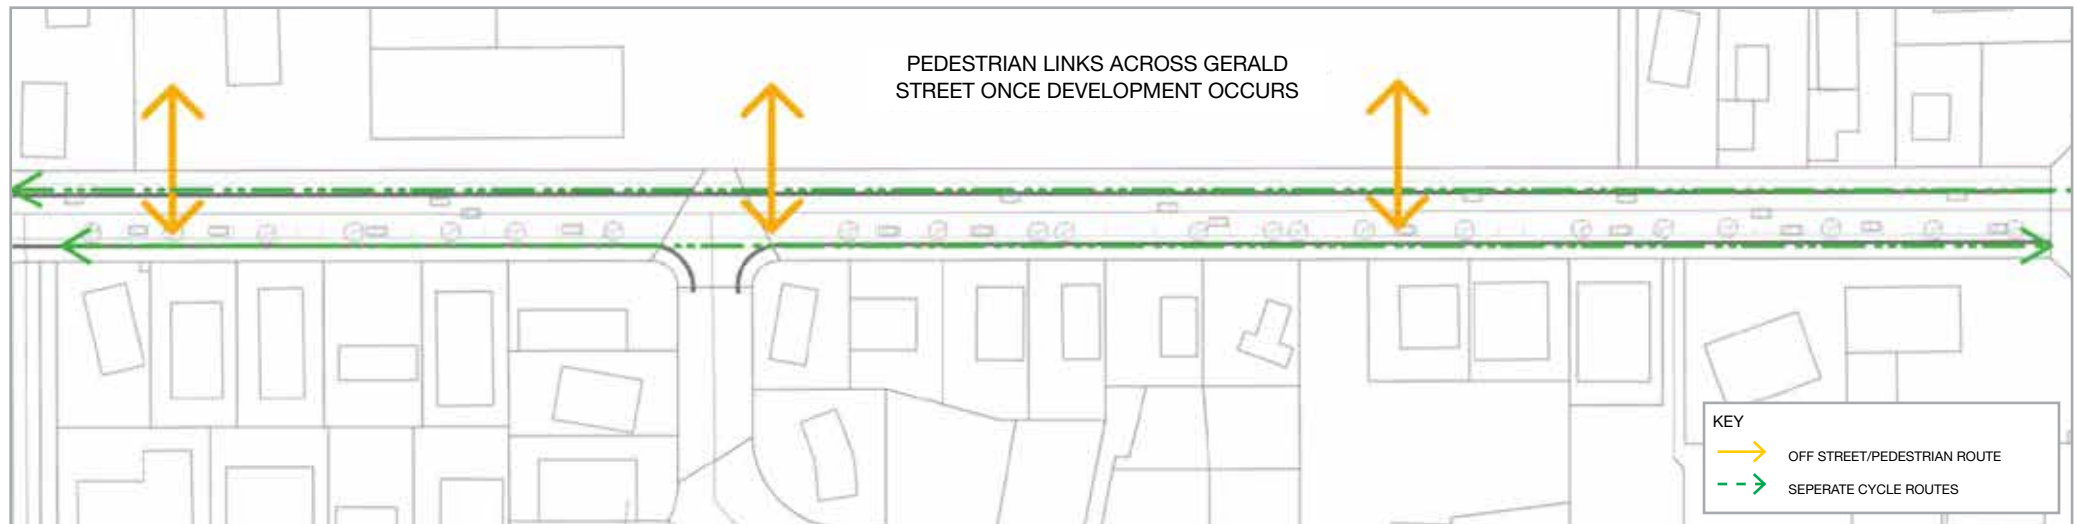 PEDESTRIAN LINKS ACROSS GERALD
STREET ONCE DEVELOPMENT OCCURS
KEY
OFF STREET/PEDESTRIAN ROUTE
SEPERATE CYCLE ROUTES